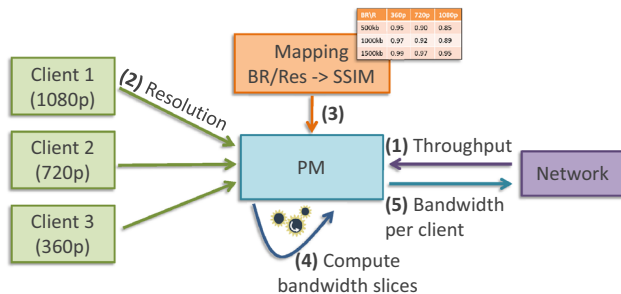 BR\R 360p 720p 1080p
500kb 0.95 0.90 0.85
1000kb 0.97 0.92 0.89
1500kb 0.99 0.97 0.95
Mapping
BR/Res -> SSIM
Client 1
(1080p)
(2) Resolution
(3)
Client 2
(720p)
PM
(1) Throughput
Network
(5) Bandwidth
per client
Client 3
(360p)
(4) Compute
bandwidth slices